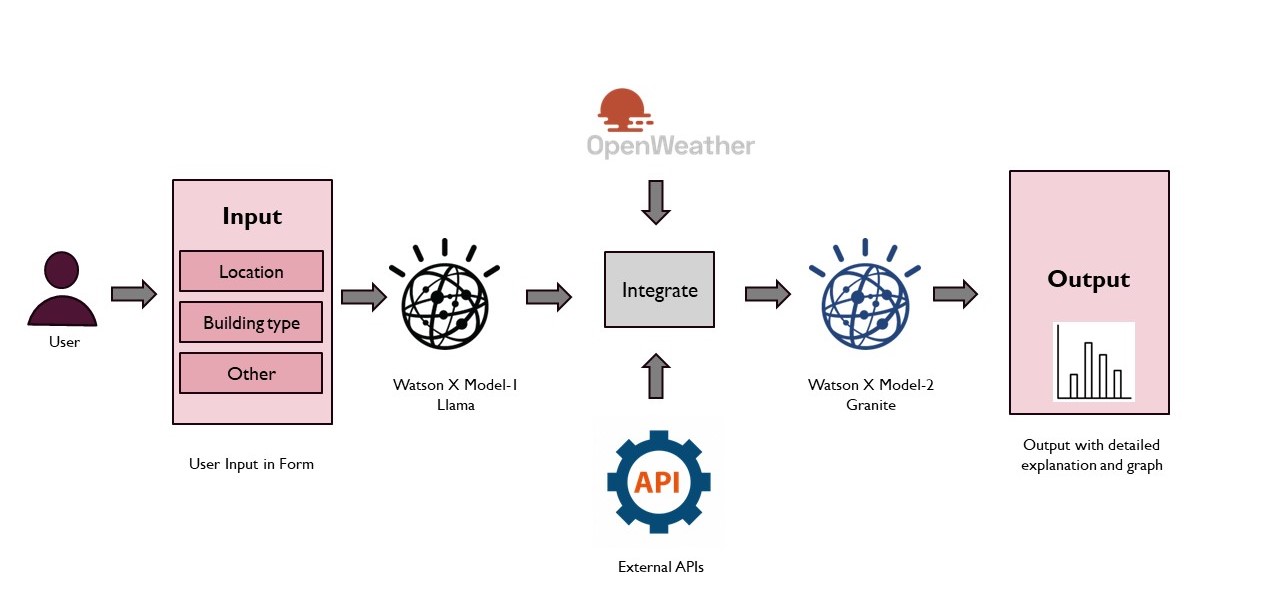 OpenWeather
Input
Location
Building type
Other
User
User Input in Form
Watson X Model-1
Llama
Integrate
API
External APIs
Watson X Model-2
Granite
Output
Output with detailed
explanation and graph